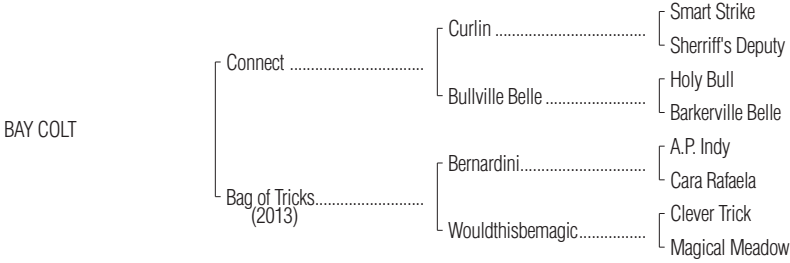 Smart Strike
Curlin ....................................
Sherriff's Deputy
Connect ................................
Holy Bull
Bullville Belle ........................
Barkerville Belle
BAY COLT
A.P. Indy
Bernardini..............................
Cara Rafaela
Bag of Tricks..........................
(2013)
Clever Trick
Wouldthisbemagic................
Magical Meadow